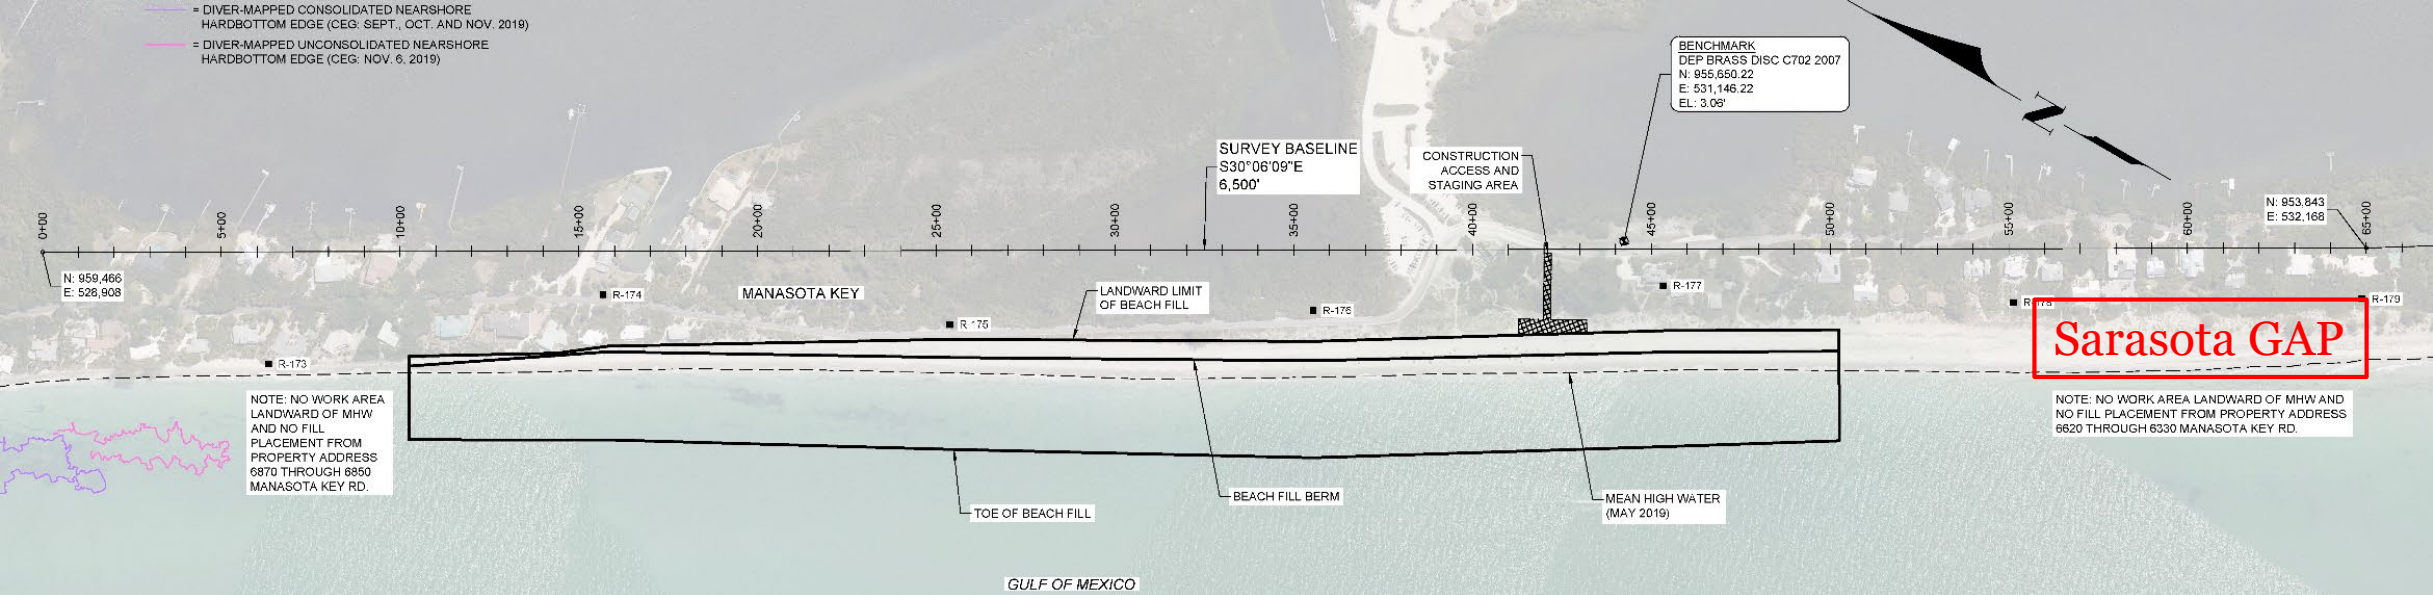 = DIVER-MAPPED CONSOLIDATED NEARSHORE
HARDBOTTOM EDGE (CEG: SEPT., OCT. AND NOV. 2019)
= DIVER-MAPPED UNCONSOLIDATED NEARSHORE
HARDBOTTOM EDGE (CEG: NOV. 6, 2019)
BENCHMARK
DEP BRASS DISC C702 2007
N: 955,650.22
E: 531,146.22
EL: 3.06'
N
SURVEY BASELINE
S30°06'09"E
6,500'
CONSTRUCTION
ACCESS AND
STAGING AREA
N: 953,843
E: 532,168
0+00
5+00
10+00
15+00
20+00
25+00
30+00
35+00
40+00
45+00
50+00
55+00
60+00
65+00
N: 959,466
E: 528,908
R-174
MANASOTA KEY
LANDWARD LIMIT
OF BEACH FILL
R-177
R-176
R-178
R-179
R-175
Sarasota GAP
R-173
NOTE: NO WORK AREA
LANDWARD OF MHW
AND NO FILL
PLACEMENT FROM
PROPERTY ADDRESS
6870 THROUGH 6850
MANASOTA KEY RD.
NOTE: NO WORK AREA LANDWARD OF MHW AND
NO FILL PLACEMENT FROM PROPERTY ADDRESS
6620 THROUGH 6330 MANASOTA KEY RD.
TOE OF BEACH FILL
BEACH FILL BERM
MEAN HIGH WATER
(MAY 2019)
GULF OF MEXICO